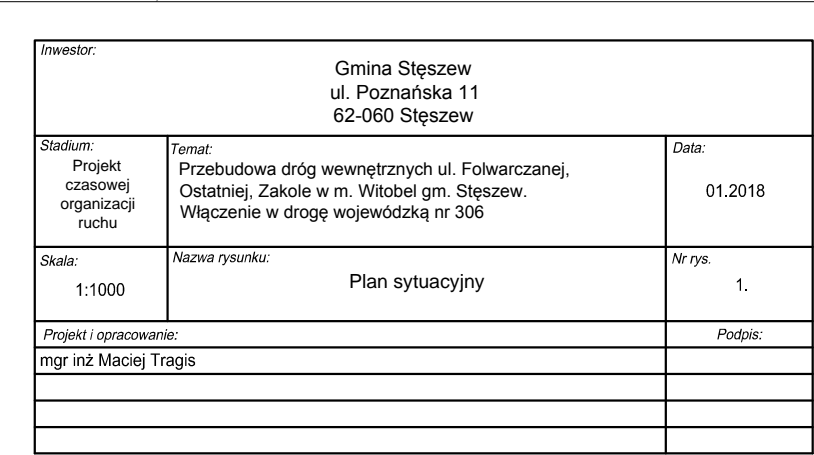 Inwestor:
Gmina Stęszew
ul. Poznańska 11
62-060 Stęszew
Stadium:
Projekt
czasowej
organizacji
ruchu
Temat:
Przebudowa dróg wewnętrznych ul. Folwarczanej,
Ostatniej, Zakole w m. Witobel gm. Stęszew.
Włączenie w drogę wojewódzką nr 306
Data:
01.2018
Skala:
1:1000
Nazwa rysunku:
Plan sytuacyjny
Nr rys.
1.
Projekt i opracowanie:
Podpis:
mgr inż Maciej Tragis